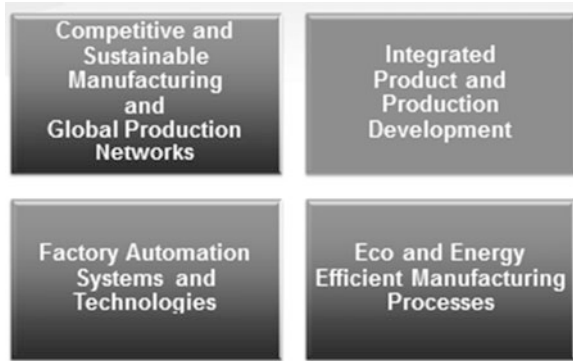 Competitive and
Sustainable
Manufacturing
and
Global Production
Networks
Integrated
Product and
Production
Development
Factory Automation
Systems and
Technologies
Eco and Energy
Efficient Manufacturing
Processes